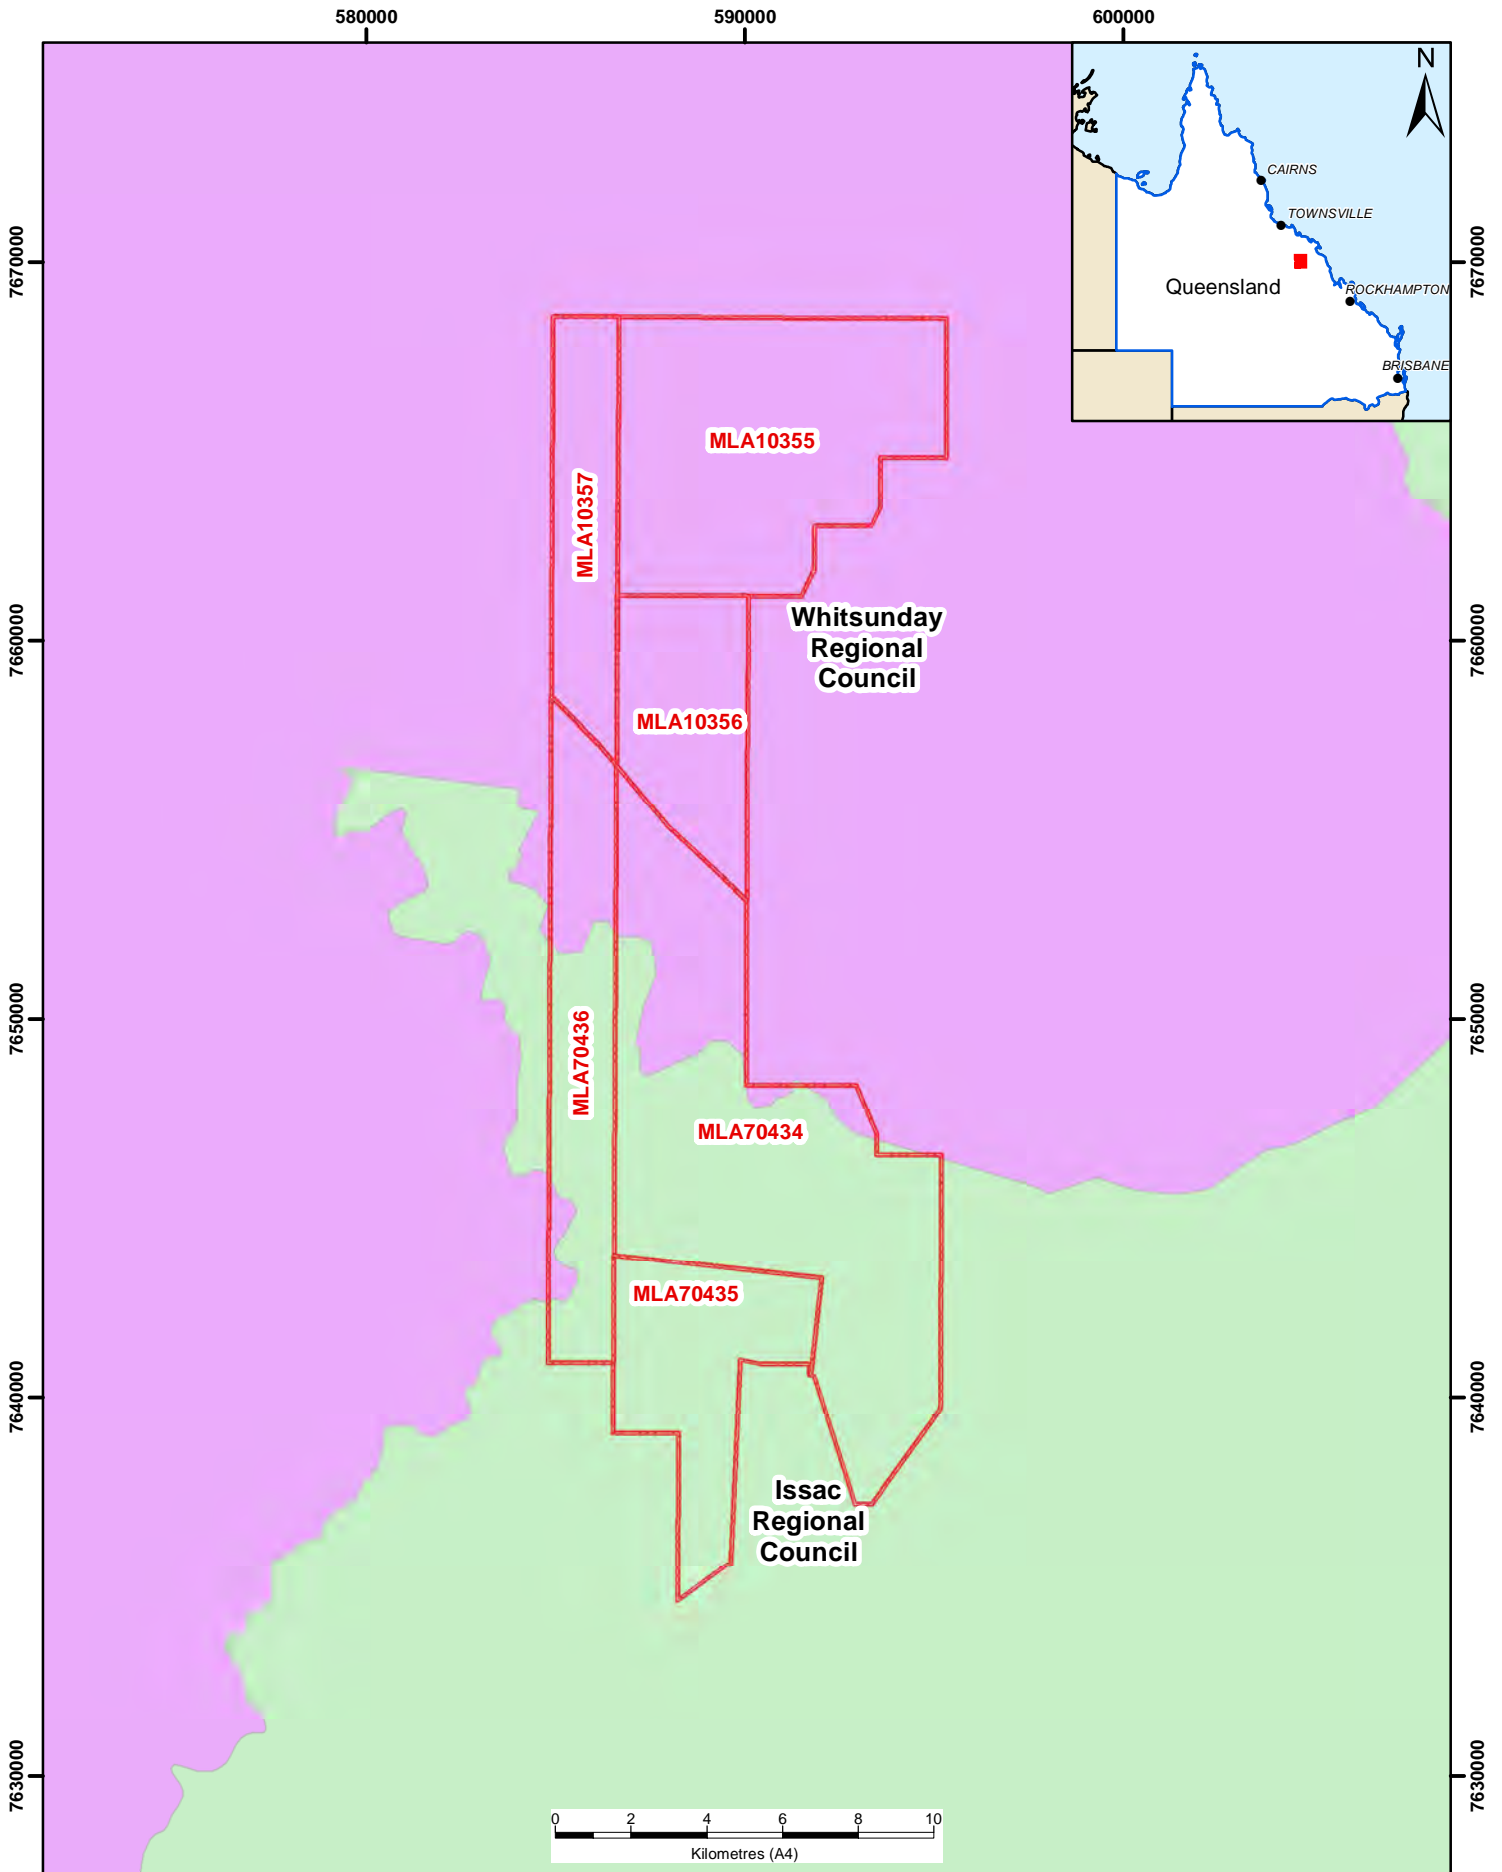 580000
590000
600000
N
CAIRNS
TOWNSVILLE
Queensland
ROCKHAMPTON
BRISBANE
7670000
7670000
MLA10355
MLA10357
Whitsunday
Regional
Council
7660000
7660000
MLA10356
7650000
7650000
MLA70436
MLA70434
MLA70435
7640000
7640000
Issac
Regional
Council
7630000
7630000
0 2 4 6 8 10
Kilometres (A4)